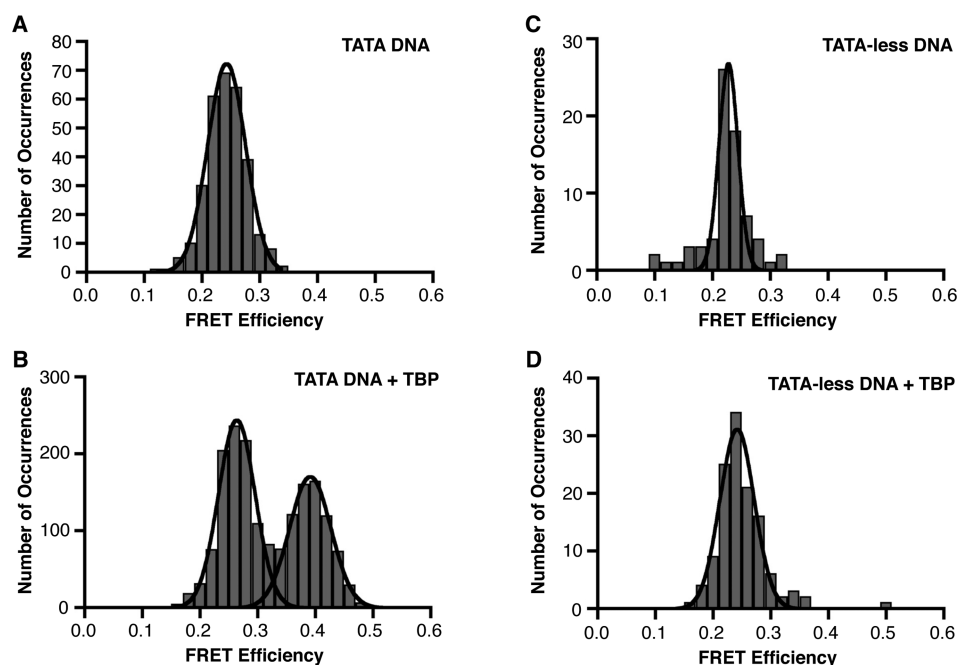 A
TATA DNA
Number of Occurrences
80
70
60
50
40
30
20
10
0
0.0 0.1 0.2 0.3 0.4 0.5 0.6
FRET Efficiency
C
TATA-less DNA
Number of Occurrences
30
20
10
0
0.0 0.1 0.2 0.3 0.4 0.5 0.6
FRET Efficiency
B
TATA DNA + TBP
Number of Occurrences
300
200
100
0
0.0 0.1 0.2 0.3 0.4 0.5 0.6
FRET Efficiency
D
TATA-less DNA + TBP
Number of Occurrences
40
30
20
10
0
0.0 0.1 0.2 0.3 0.4 0.5 0.6
FRET Efficiency